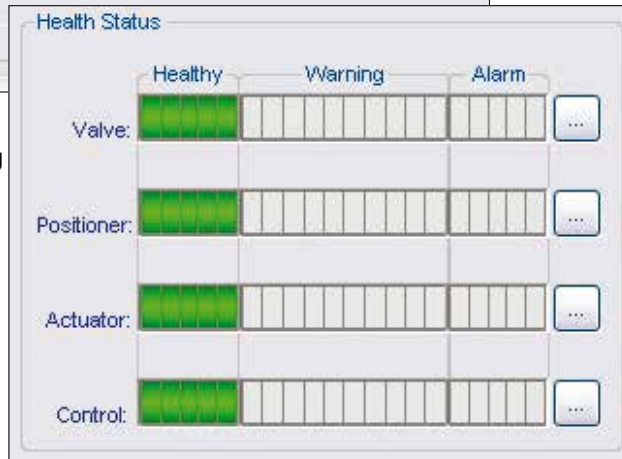 Health Status
Healthy Warning Alarm
Valve: ...
Positioner: ...
Actuator: ...
Control: ...